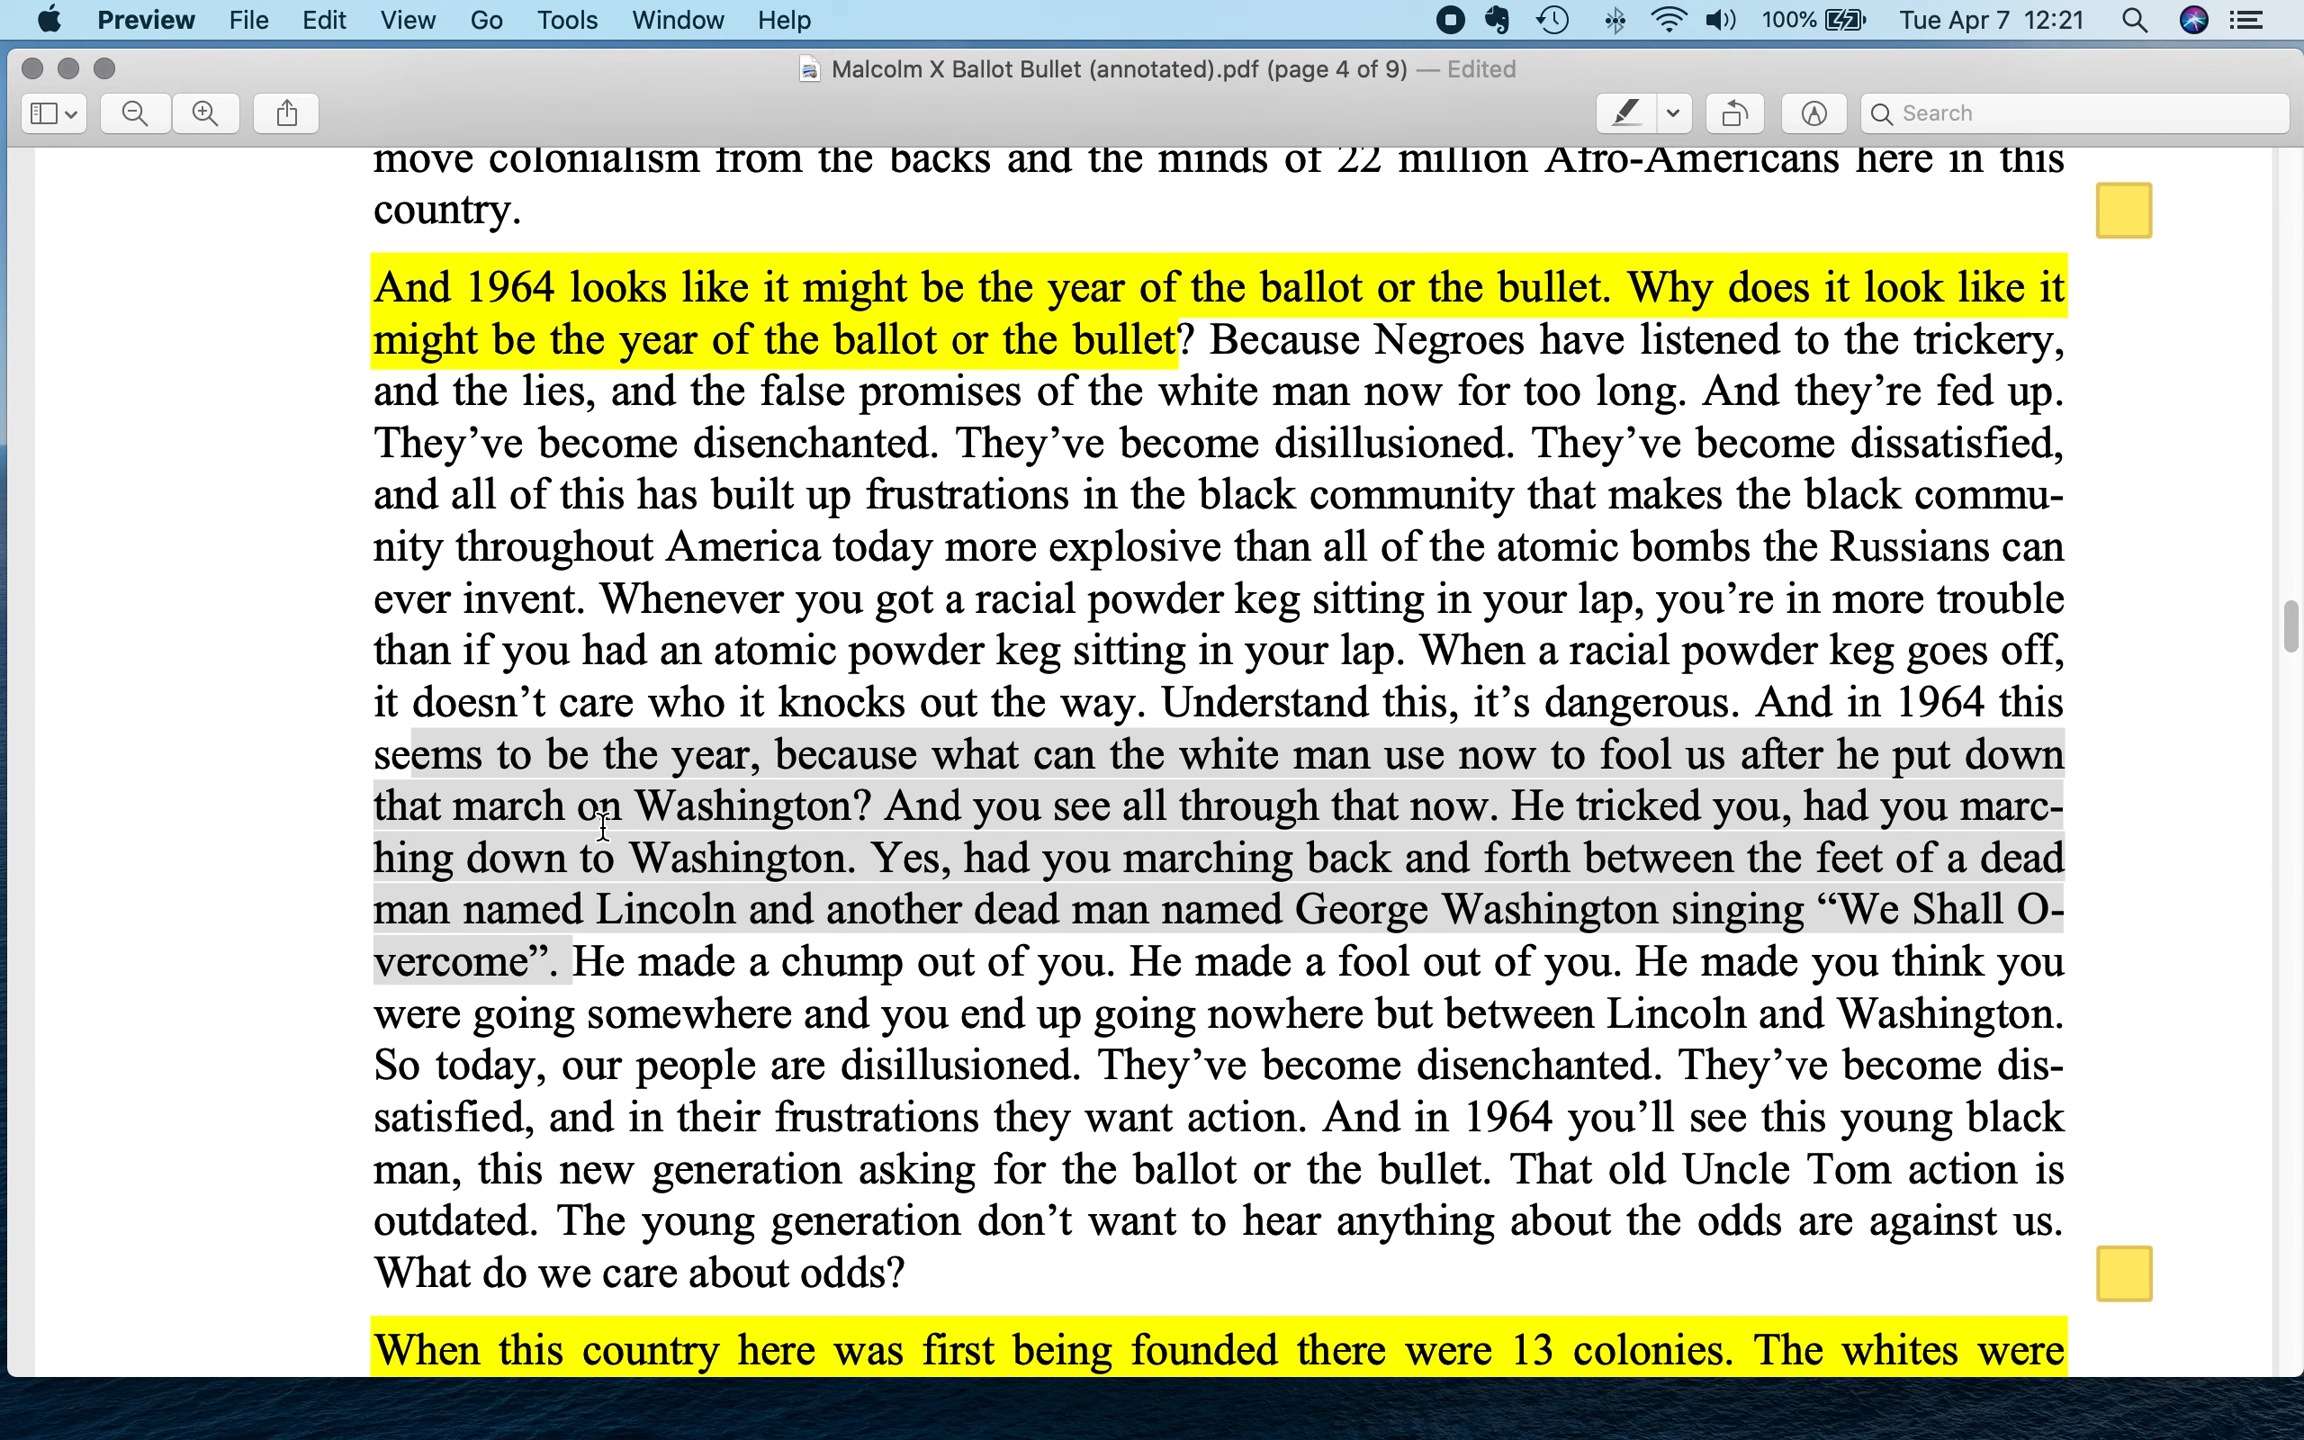 Preview File Edit View Go Tools Window Help 100% Tue Apr 7 12:21
Malcolm X Ballot Bullet (annotated).pdf (page 4 of 9) — Edited
Search
move colonialism from the backs and the minds of 22 million Afro-Americans here in this
country.
And 1964 looks like it might be the year of the ballot or the bullet. Why does it look like it
might be the year of the ballot or the bullet? Because Negroes have listened to the trickery,
and the lies, and the false promises of the white man now for too long. And they’re fed up.
They’ve become disenchanted. They’ve become disillusioned. They’ve become dissatisfied,
and all of this has built up frustrations in the black community that makes the black commu-
nity throughout America today more explosive than all of the atomic bombs the Russians can
ever invent. Whenever you got a racial powder keg sitting in your lap, you’re in more trouble
than if you had an atomic powder keg sitting in your lap. When a racial powder keg goes off,
it doesn’t care who it knocks out the way. Understand this, it’s dangerous. And in 1964 this
seems to be the year, because what can the white man use now to fool us after he put down
that march on Washington? And you see all through that now. He tricked you, had you marc-
hing down to Washington. Yes, had you marching back and forth between the feet of a dead
man named Lincoln and another dead man named George Washington singing “We Shall O-
vercome”. He made a chump out of you. He made a fool out of you. He made you think you
were going somewhere and you end up going nowhere but between Lincoln and Washington.
So today, our people are disillusioned. They’ve become disenchanted. They’ve become dis-
satisfied, and in their frustrations they want action. And in 1964 you’ll see this young black
man, this new generation asking for the ballot or the bullet. That old Uncle Tom action is
outdated. The young generation don’t want to hear anything about the odds are against us.
What do we care about odds?
When this country here was first being founded there were 13 colonies. The whites were